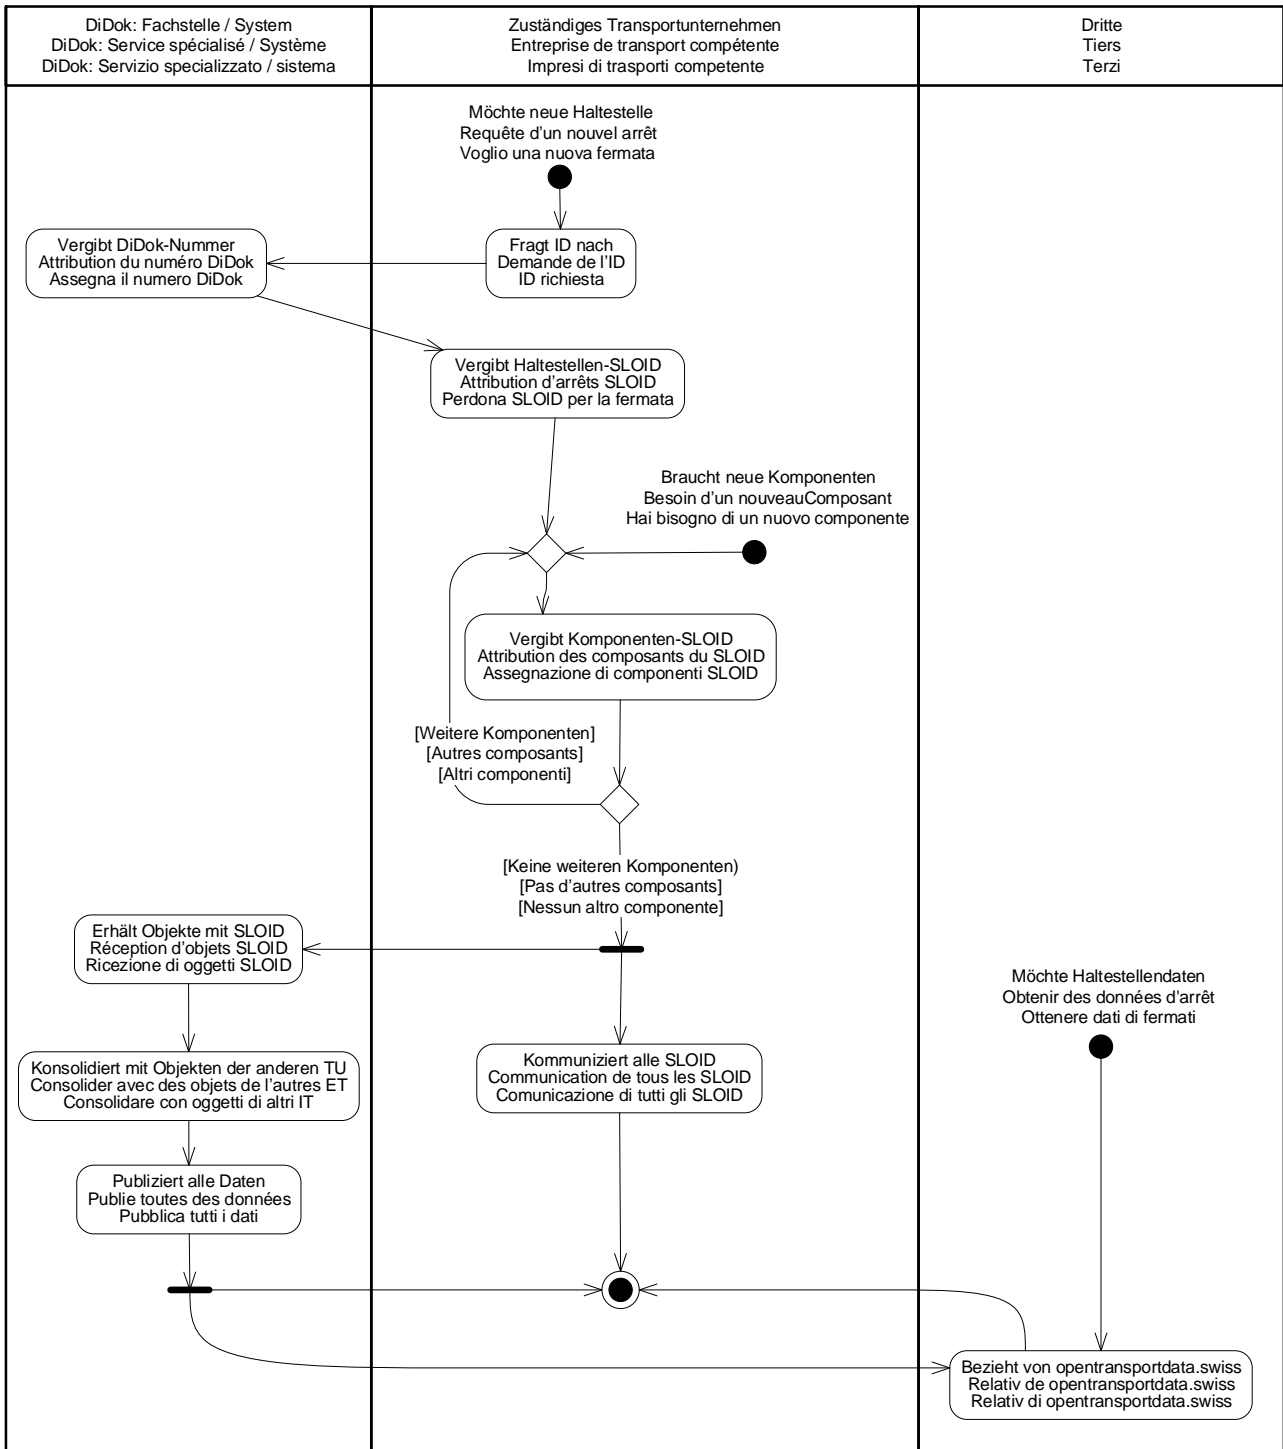 DiDok: Fachstelle / System
DiDok: Service spécialisé / Système
DiDok: Servizio specializzato / sistema
Zuständiges Transportunternehmen
Entreprise de transport compétente
Impresi di trasporti competente
Dritte
Tiers
Terzi
Möchte neue Haltestelle
Requête d'un nouvel arrêt
Voglio una nuova fermata
Vergibt DiDok-Nummer
Attribution du numéro DiDok
Assegna il numero DiDok
Fragt ID nach
Demande de l'ID
ID richiesta
Vergibt Haltestellen-SLOID
Attribution d'arrêts SLOID
Perdona SLOID per la fermata
Braucht neue Komponenten
Besoin d'un nouveauComposant
Hai bisogno di un nuovo componente
Vergibt Komponenten-SLOID
Attribution des composants du SLOID
Assegnazione di componenti SLOID
[Weitere Komponenten]
[Autres composants]
[Altri componenti]
[Keine weiteren Komponenten)
[Pas d'autres composants]
[Nessun altro componente]
Erhält Objekte mit SLOID
Réception d'objets SLOID
Ricezione di oggetti SLOID
Möchte Haltestellendaten
Obtenir des données d'arrêt
Ottenere dati di fermati
Konsolidiert mit Objekten der anderen TU
Consolider avec des objets de l'autres ET
Consolidare con oggetti di altri IT
Kommuniziert alle SLOID
Communication de tous les SLOID
Comunicazione di tutti gli SLOID
Publiziert alle Daten
Publie toutes des données
Pubblica tutti i dati
Bezieht von opentransportdata.swiss
Relativ de opentransportdata.swiss
Relativ di opentransportdata.swiss